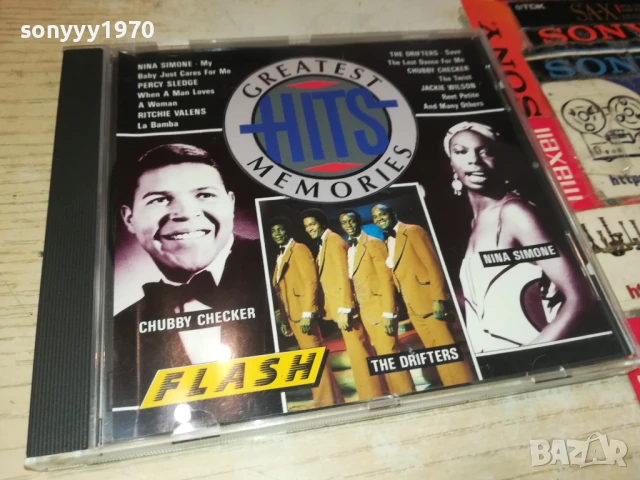 sonyyy1970
NINA SIMONE - My
Baby Just Cares For Me
PERCY SLEDGE
When A Man Loves
A Woman
RITCHIE VALENS
La Bamba
GREATEST
HITS
MEMORIES
THE DRIFTERS - Save
The Last Dance For Me
CHUBBY CHECKER
The Twist
JACKIE WILSON
Reet Petite
And Many Others
CHUBBY CHECKER
THE DRIFTERS
NINA SIMONE
FLASH
TDK
SA-X
SONY
SONY
SONY
maxell
BAZAR